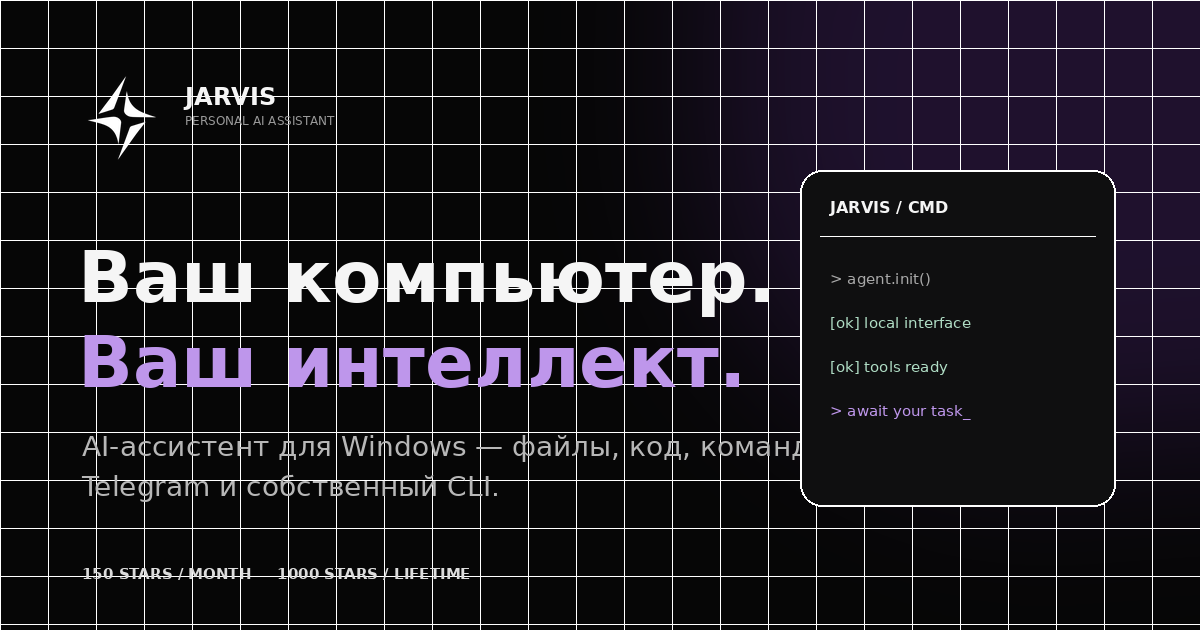 JARVIS
PERSONAL AI ASSISTANT
Ваш компьютер.
Ваш интеллект.
AI-ассистент для Windows — файлы, код,
Telegram и собственный CLI.
150 STARS / MONTH 1000 STARS / LIFETIME
JARVIS / CMD
> agent.init()
[ok] local interface
[ok] tools ready
> await your task_